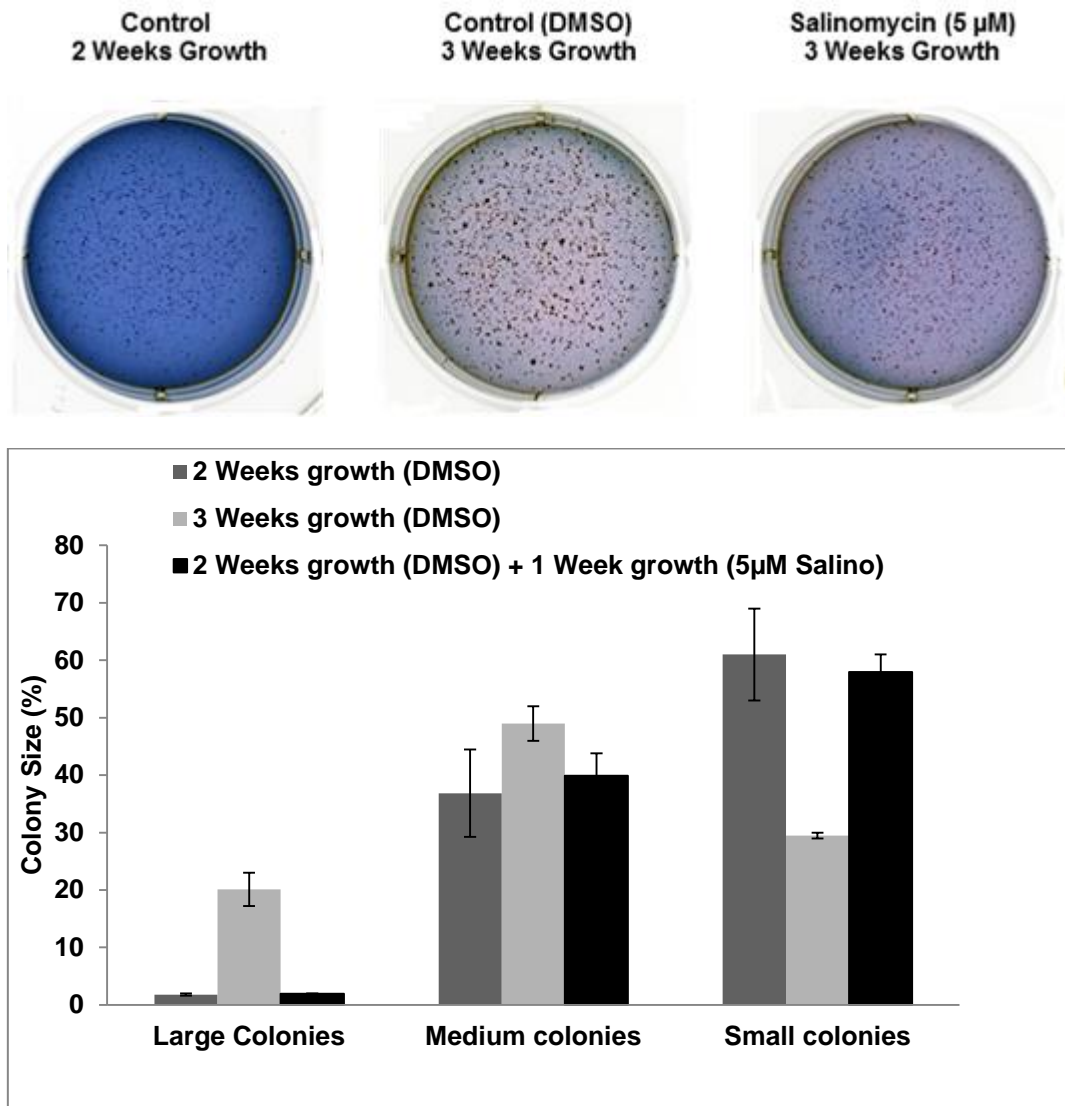 Control
2 Weeks Growth
Control (DMSO)
3 Weeks Growth
Salinomycin (5 µM)
3 Weeks Growth
2 Weeks growth (DMSO)
3 Weeks growth (DMSO)
2 Weeks growth (DMSO) + 1 Week growth (5µM Salino)
Colony Size (%)
80
70
60
50
40
30
20
10
0
Large Colonies
Medium colonies
Small colonies